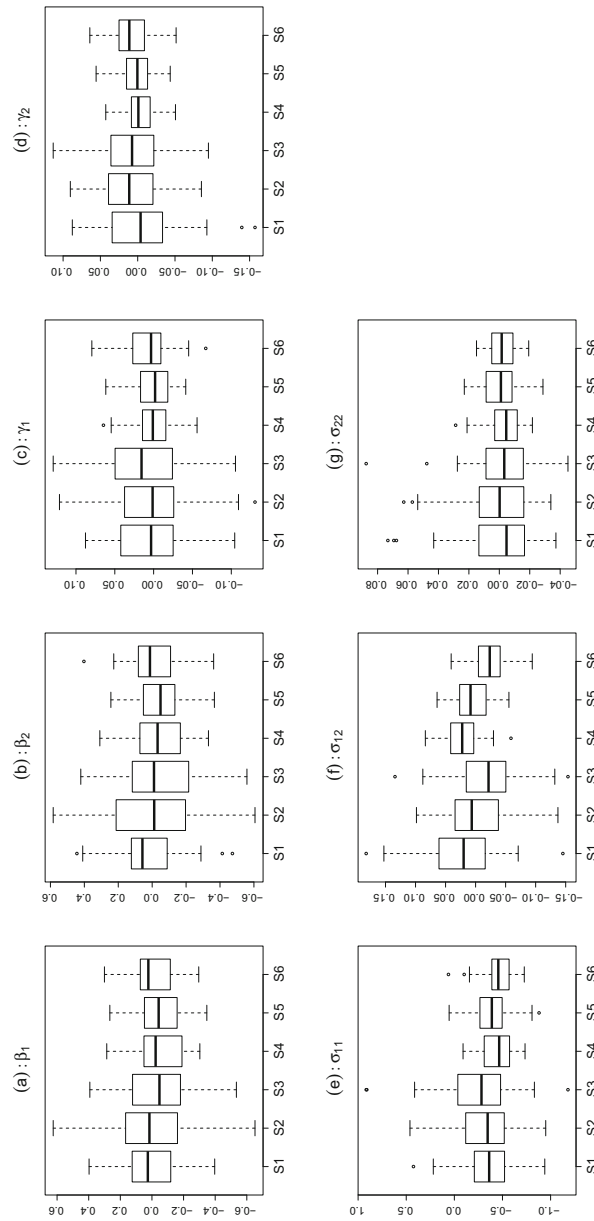 (a) : β₁
0.6 0.4 0.2 0.0 −0.2 −0.4 −0.6
S1 S2 S3 S4 S5 S6
(b) : β₂
0.6 0.4 0.2 0.0 −0.2 −0.4 −0.6
S1 S2 S3 S4 S5 S6
(c) : γ₁
0.10 0.05 0.00 −0.05 −0.10
S1 S2 S3 S4 S5 S6
(d) : γ₂
0.10 0.05 0.00 −0.05 −0.10 −0.15
S1 S2 S3 S4 S5 S6
(e) : σ₁₁
1.0 0.5 0.0 −0.5 −1.0
S1 S2 S3 S4 S5 S6
(f) : σ₁₂
0.15 0.10 0.05 0.00 −0.05 −0.10 −0.15
S1 S2 S3 S4 S5 S6
(g) : σ₂₂
0.08 0.06 0.04 0.02 0.00 −0.02 −0.04
S1 S2 S3 S4 S5 S6